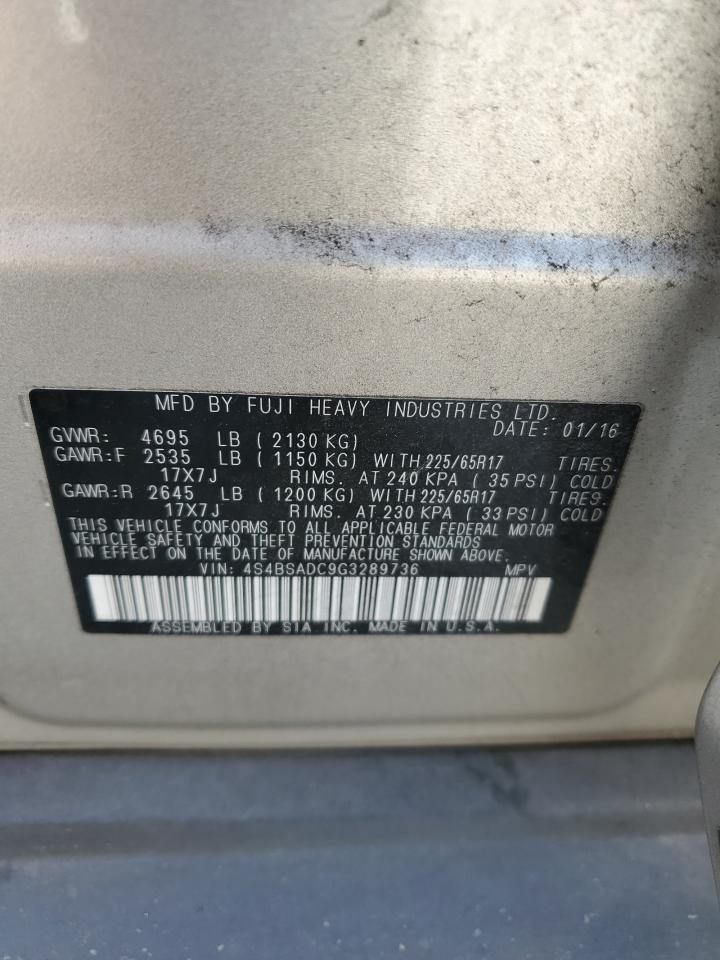 MFD BY FUJI HEAVY INDUSTRIES LTD.
DATE: 01/16
GVWR: 4695 LB ( 2130 KG)
GAWR:F 2535 LB ( 1150 KG) WITH 225/65R17 TIRES.
17X7J RIMS. AT 240 KPA ( 35 PSI) COLD
GAWR:R 2645 LB ( 1200 KG) WITH 225/65R17 TIRES.
17X7J RIMS. AT 230 KPA ( 33 PSI) COLD
THIS VEHICLE CONFORMS TO ALL APPLICABLE FEDERAL MOTOR
VEHICLE SAFETY AND THEFT PREVENTION STANDARDS
IN EFFECT ON THE DATE OF MANUFACTURE SHOWN ABOVE.
VIN: 4S4BSADC9G3289736 MPV
ASSEMBLED BY SIA INC. MADE IN U.S.A.